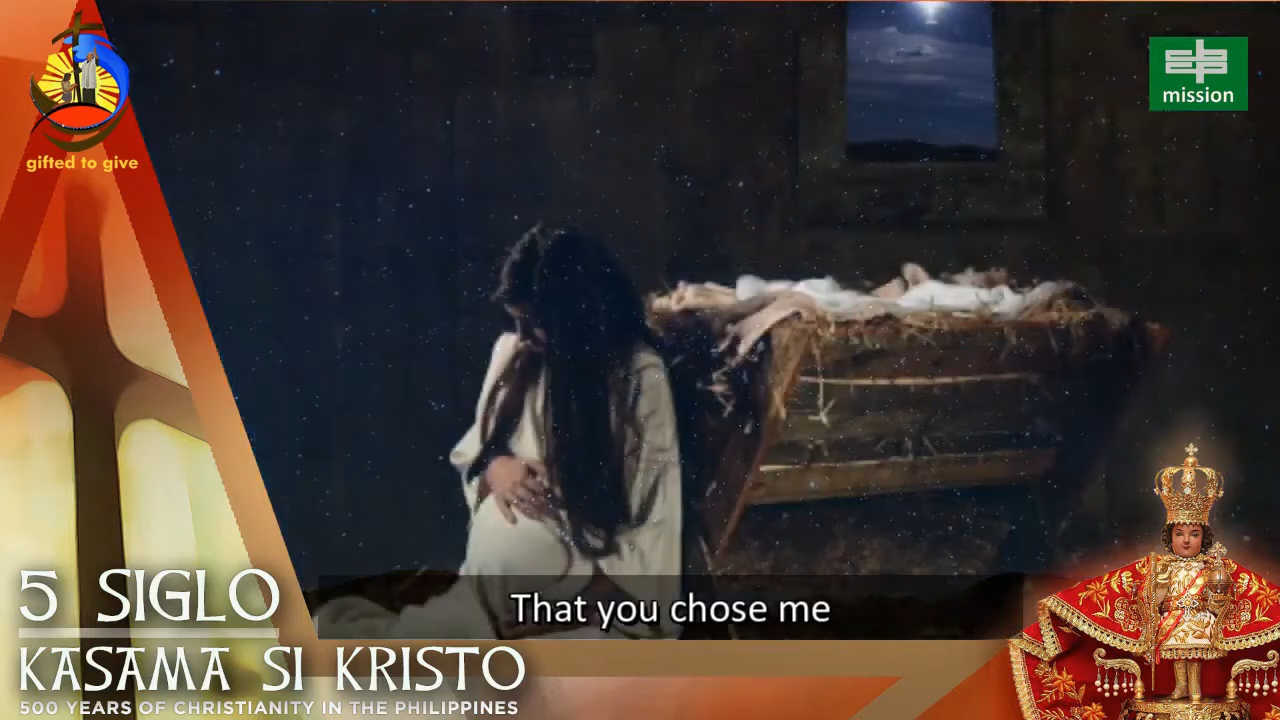 gifted to give
mission
That you chose me
5 SIGLO
KASAMA SI KRISTO
500 YEARS OF CHRISTIANITY IN THE PHILIPPINES